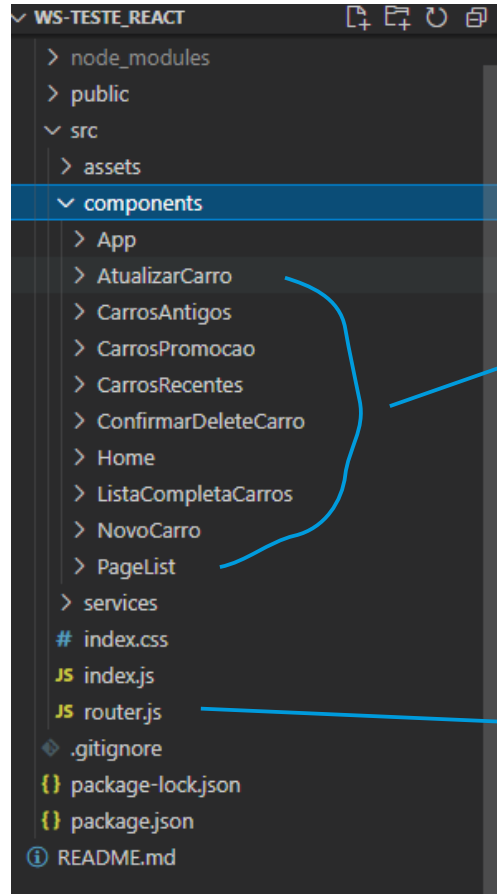 WS-TESTE_REACT
node_modules
public
src
assets
components
App
AtualizarCarro
CarrosAntigos
CarrosPromocao
CarrosRecentes
ConfirmarDeleteCarro
Home
ListaCompletaCarros
NovoCarro
PageList
services
# index.css
JS index.js
JS router.js
.gitignore
{} package-lock.json
{} package.json
README.md